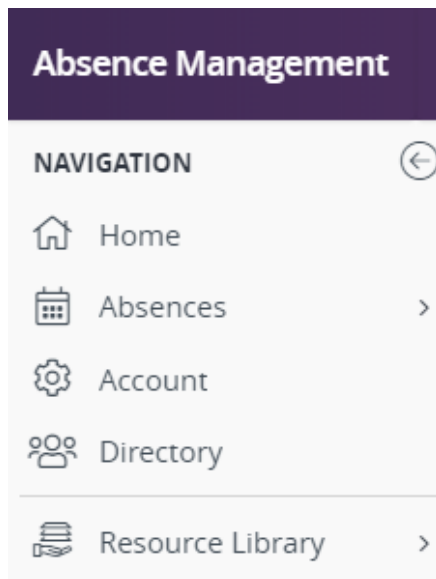 Absence Management
NAVIGATION
Home
Absences
Account
Directory
Resource Library